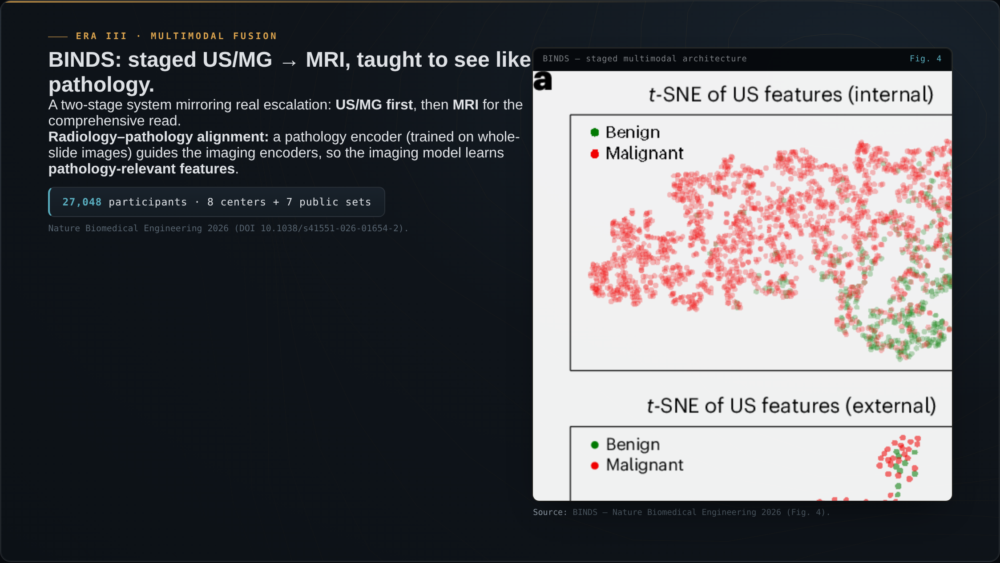 ERA III · MULTIMODAL FUSION
BINDS: staged US/MG → MRI, taught to see like
pathology.
A two-stage system mirroring real escalation: US/MG first, then MRI for the
comprehensive read.
Radiology–pathology alignment: a pathology encoder (trained on whole-
slide images) guides the imaging encoders, so the imaging model learns
pathology-relevant features.
27,048 participants · 8 centers + 7 public sets
Nature Biomedical Engineering 2026 (DOI 10.1038/s41551-026-01654-2).
BINDS — staged multimodal architecture
Fig. 4
a
t-SNE of US features (internal)
Benign
Malignant
t-SNE of US features (external)
Benign
Malignant
Source: BINDS — Nature Biomedical Engineering 2026 (Fig. 4).